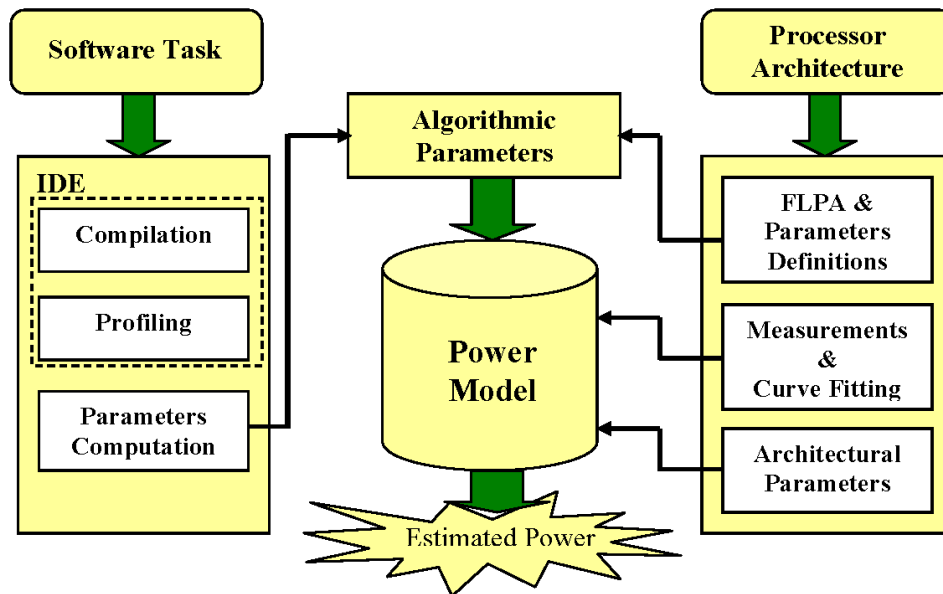 Software Task
Processor
Architecture
Algorithmic
Parameters
IDE
Compilation
Profiling
Parameters
Computation
Power
Model
FLPA &
Parameters
Definitions
Measurements
&
Curve Fitting
Architectural
Parameters
Estimated Power